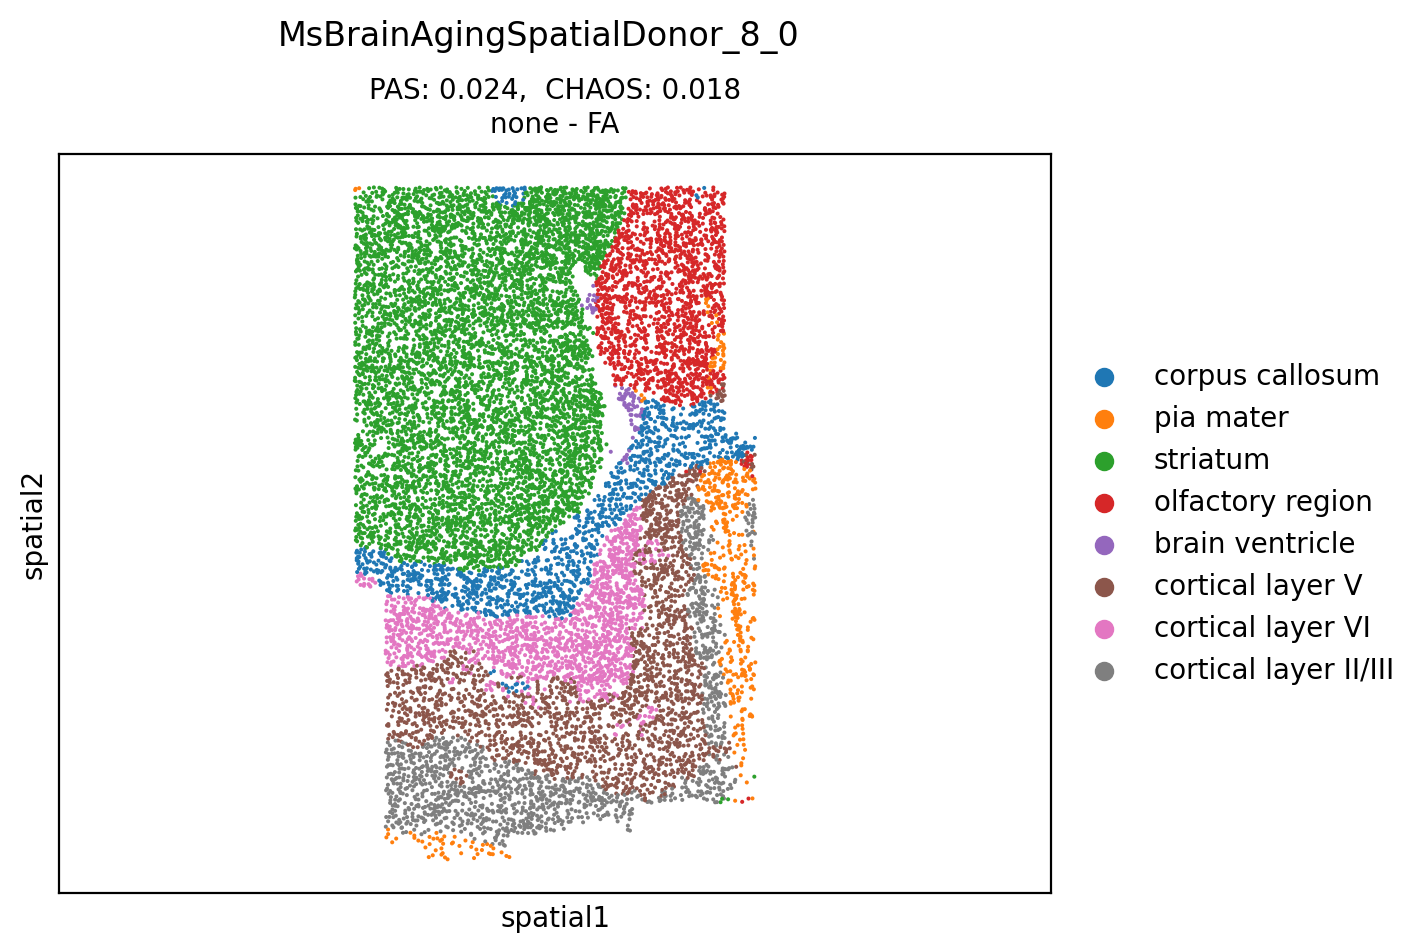 MsBrainAgingSpatialDonor_8_0
PAS: 0.024,  CHAOS: 0.018
none - FA
spatial2
corpus callosum
pia mater
striatum
olfactory region
brain ventricle
cortical layer V
cortical layer VI
cortical layer II/III
spatial1